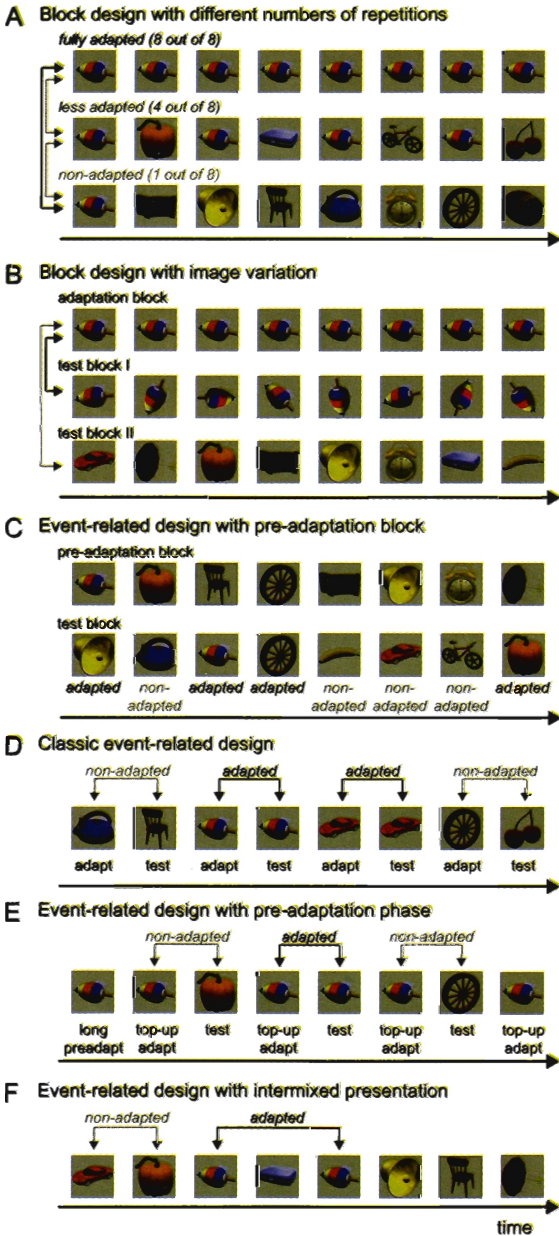 A Block design with different numbers of repetitions
fully adapted (8 out of 8)
less adapted (4 out of 8)
non-adapted (1 out of 8)
B Block design with image variation
adaptation block
test block I
test block II
C Event-related design with pre-adaptation block
pre-adaptation block
test block
adapted non- adapted adapted non- non- non- adapted
adapted adapted adapted adapted
D Classic event-related design
non-adapted adapted adapted non-adapted
adapt test adapt test adapt test adapt test
E Event-related design with pre-adaptation phase
non-adapted adapted non-adapted
long top-up test top-up test top-up test top-up
preadapt adapt adapt adapt adapt
F Event-related design with intermixed presentation
non-adapted adapted
time